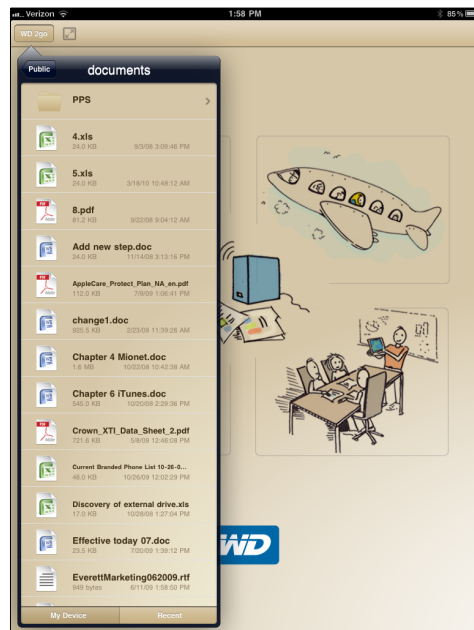 Verizon
1:58 PM
85%
WD 2go
Public
documents
PPS
4.xls
24.0 KB 9/3/08 3:09:46 PM
5.xls
24.0 KB 3/18/10 10:48:12 AM
8.pdf
81.2 KB 9/22/08 9:04:12 AM
Add new step.doc
24.0 KB 11/14/08 3:13:16 PM
AppleCare_Protect_Plan_NA_en.pdf
112.0 KB 7/9/09 1:06:41 PM
change1.doc
925.5 KB 2/23/09 11:39:28 AM
Chapter 4 Mionet.doc
1.6 MB 10/22/08 10:42:38 AM
Chapter 6 iTunes.doc
545.0 KB 10/20/08 2:29:36 PM
Crown_XTI_Data_Sheet_2.pdf
721.6 KB 5/8/09 12:46:08 PM
Current Branded Phone List 10-26-0...
48.0 KB 10/26/09 12:02:29 PM
Discovery of external drive.xls
17.0 KB 10/28/08 1:27:04 PM
Effective today 07.doc
23.5 KB 7/20/09 1:39:12 PM
EverettMarketing062009.rtf
949 bytes 6/11/09 1:58:50 PM
My Device
Recent
WD